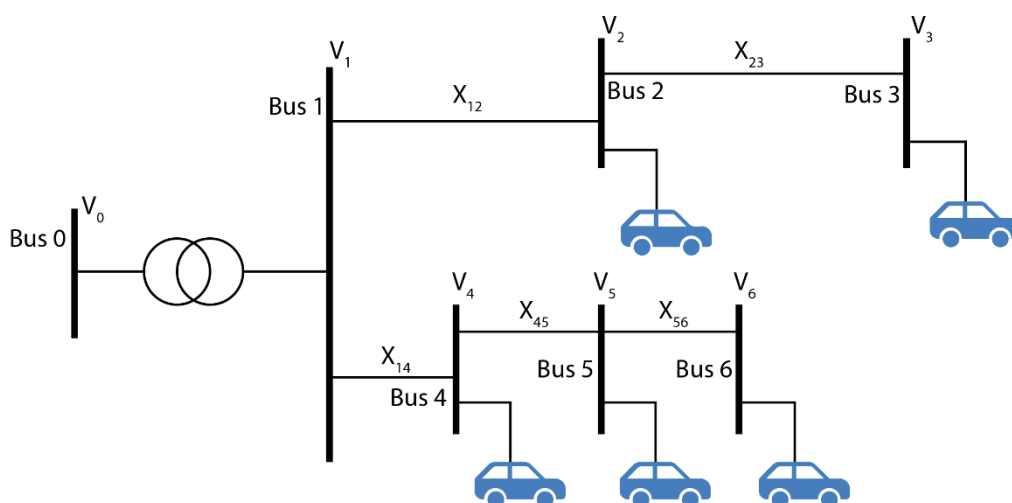 V₂
V₃
V₁
X₂₃
Bus 1
Bus 2
Bus 3
X₁₂
V₀
Bus 0
V₄
V₅
V₆
X₄₅
X₅₆
X₁₄
Bus 4
Bus 5
Bus 6